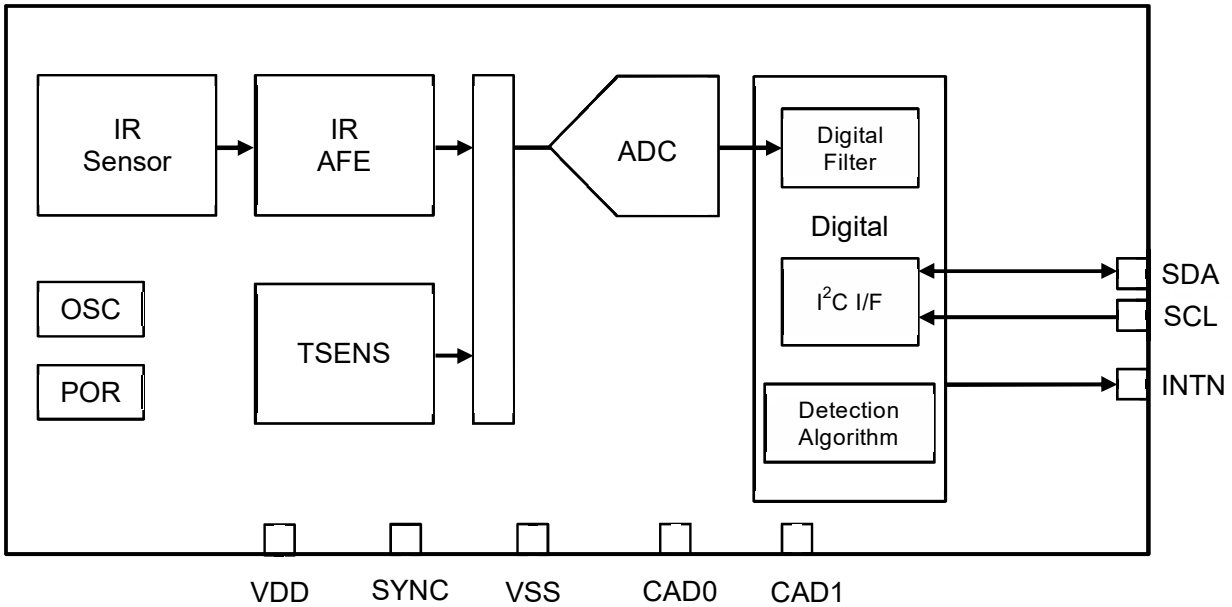 IR
Sensor
IR
AFE
ADC
Digital
Filter
Digital
I²C I/F
SDA
SCL
OSC
TSENS
POR
INTN
Detection
Algorithm
VDD
SYNC
VSS
CAD0
CAD1